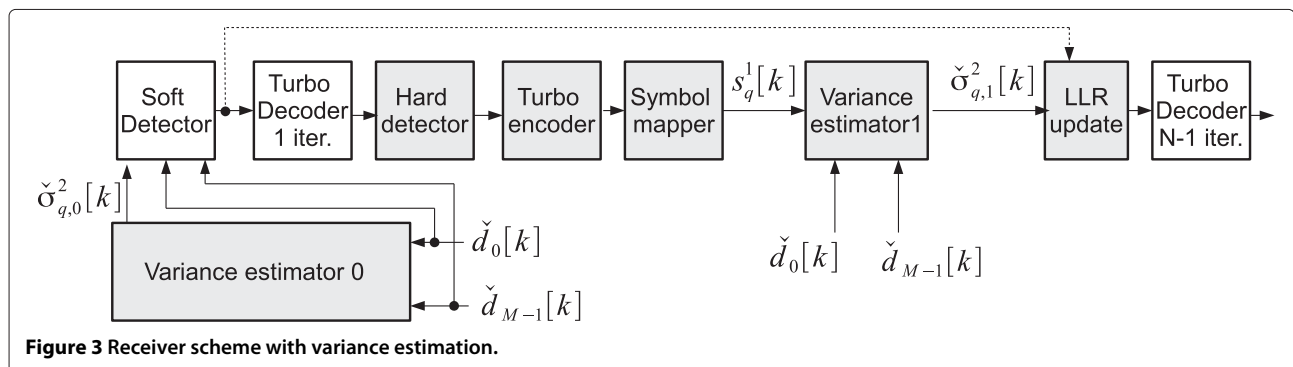 Soft
Detector
Turbo
Decoder
1 iter.
Hard
detector
Turbo
encoder
Symbol
mapper
s_q^1[k]
Variance
estimator1
σ̌²_{q,1}[k]
LLR
update
Turbo
Decoder
N-1 iter.
σ̌²_{q,0}[k]
Variance estimator 0
ď_0[k]
ď_{M-1}[k]
ď_0[k]
ď_{M-1}[k]
Figure 3 Receiver scheme with variance estimation.